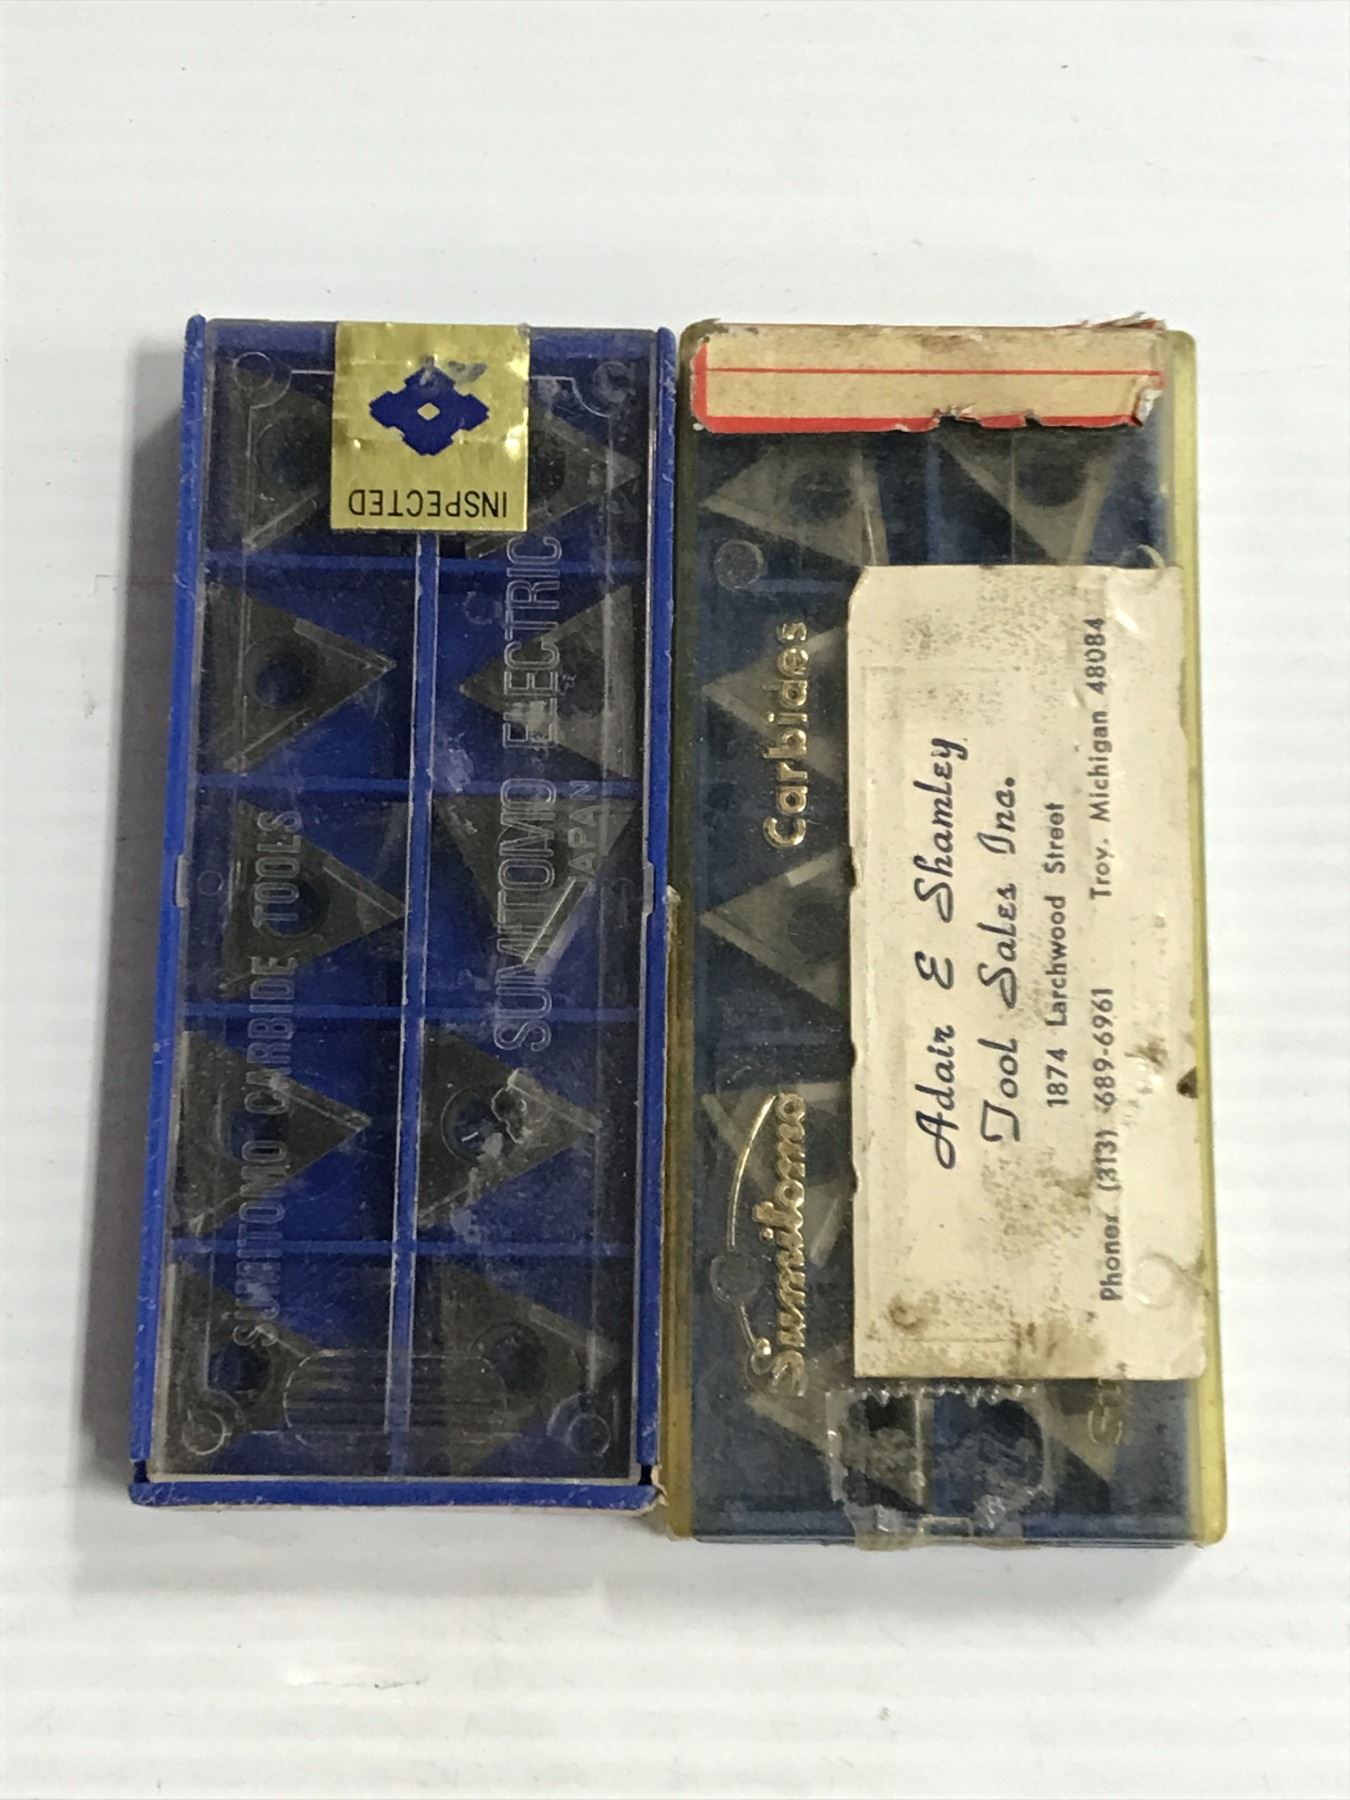 INSPECTED
SUMITOMO ELECTRIC
JAPAN
SUMITOMO CARBIDE TOOLS
Sumitomo Carbides
Adair E Shamley
Tool Sales Inc.
1874 Larchwood Street
Phone: (313) 689-6961 Troy, Michigan 48084